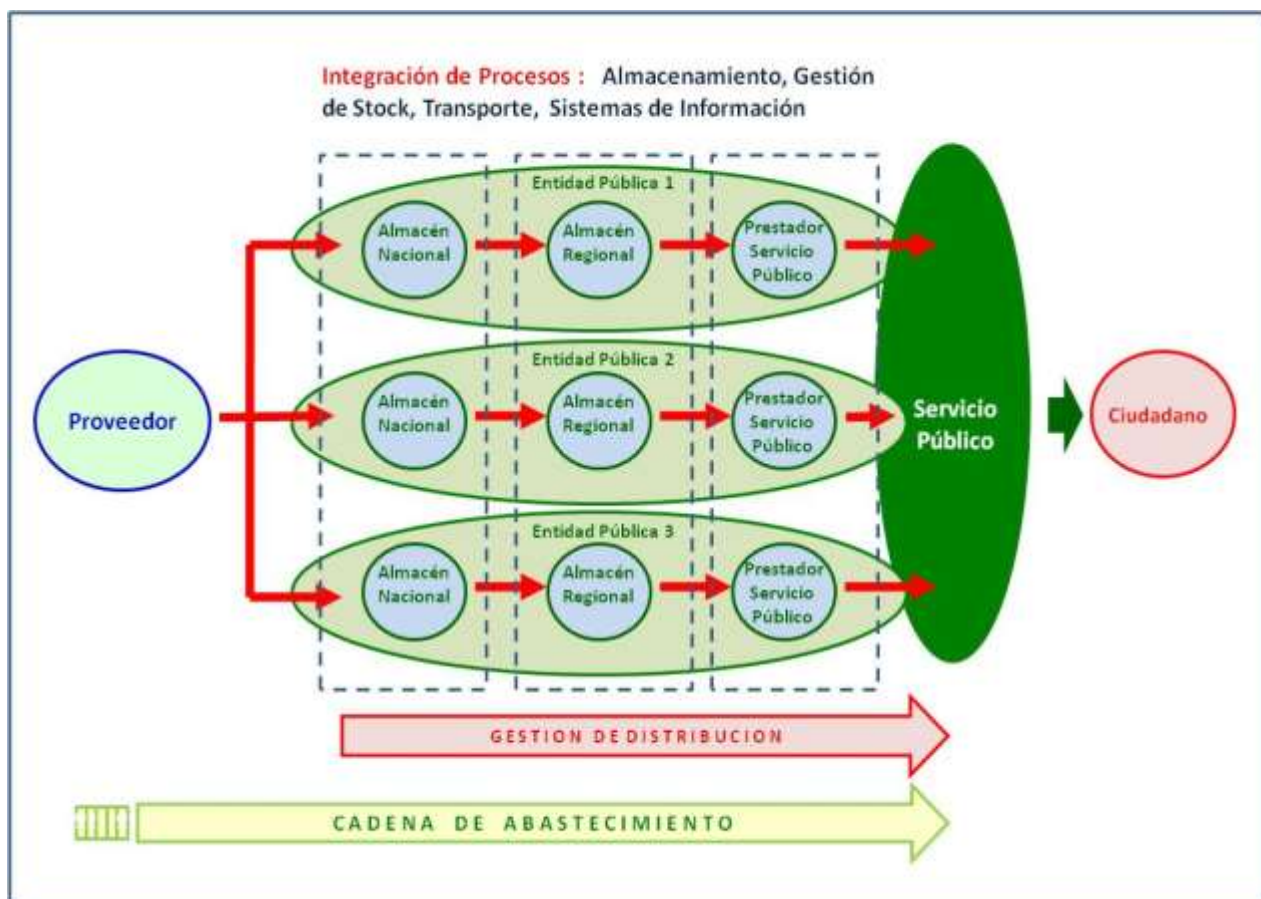 Integración de Procesos : Almacenamiento, Gestión
de Stock, Transporte, Sistemas de Información
Entidad Pública 1
Almacén
Nacional
Almacén
Regional
Prestador
Servicio
Público
Entidad Pública 2
Almacén
Nacional
Almacén
Regional
Prestador
Servicio
Público
Entidad Pública 3
Almacén
Nacional
Almacén
Regional
Prestador
Servicio
Público
Proveedor
Servicio
Público
Ciudadano
GESTION DE DISTRIBUCION
CADENA DE ABASTECIMIENTO